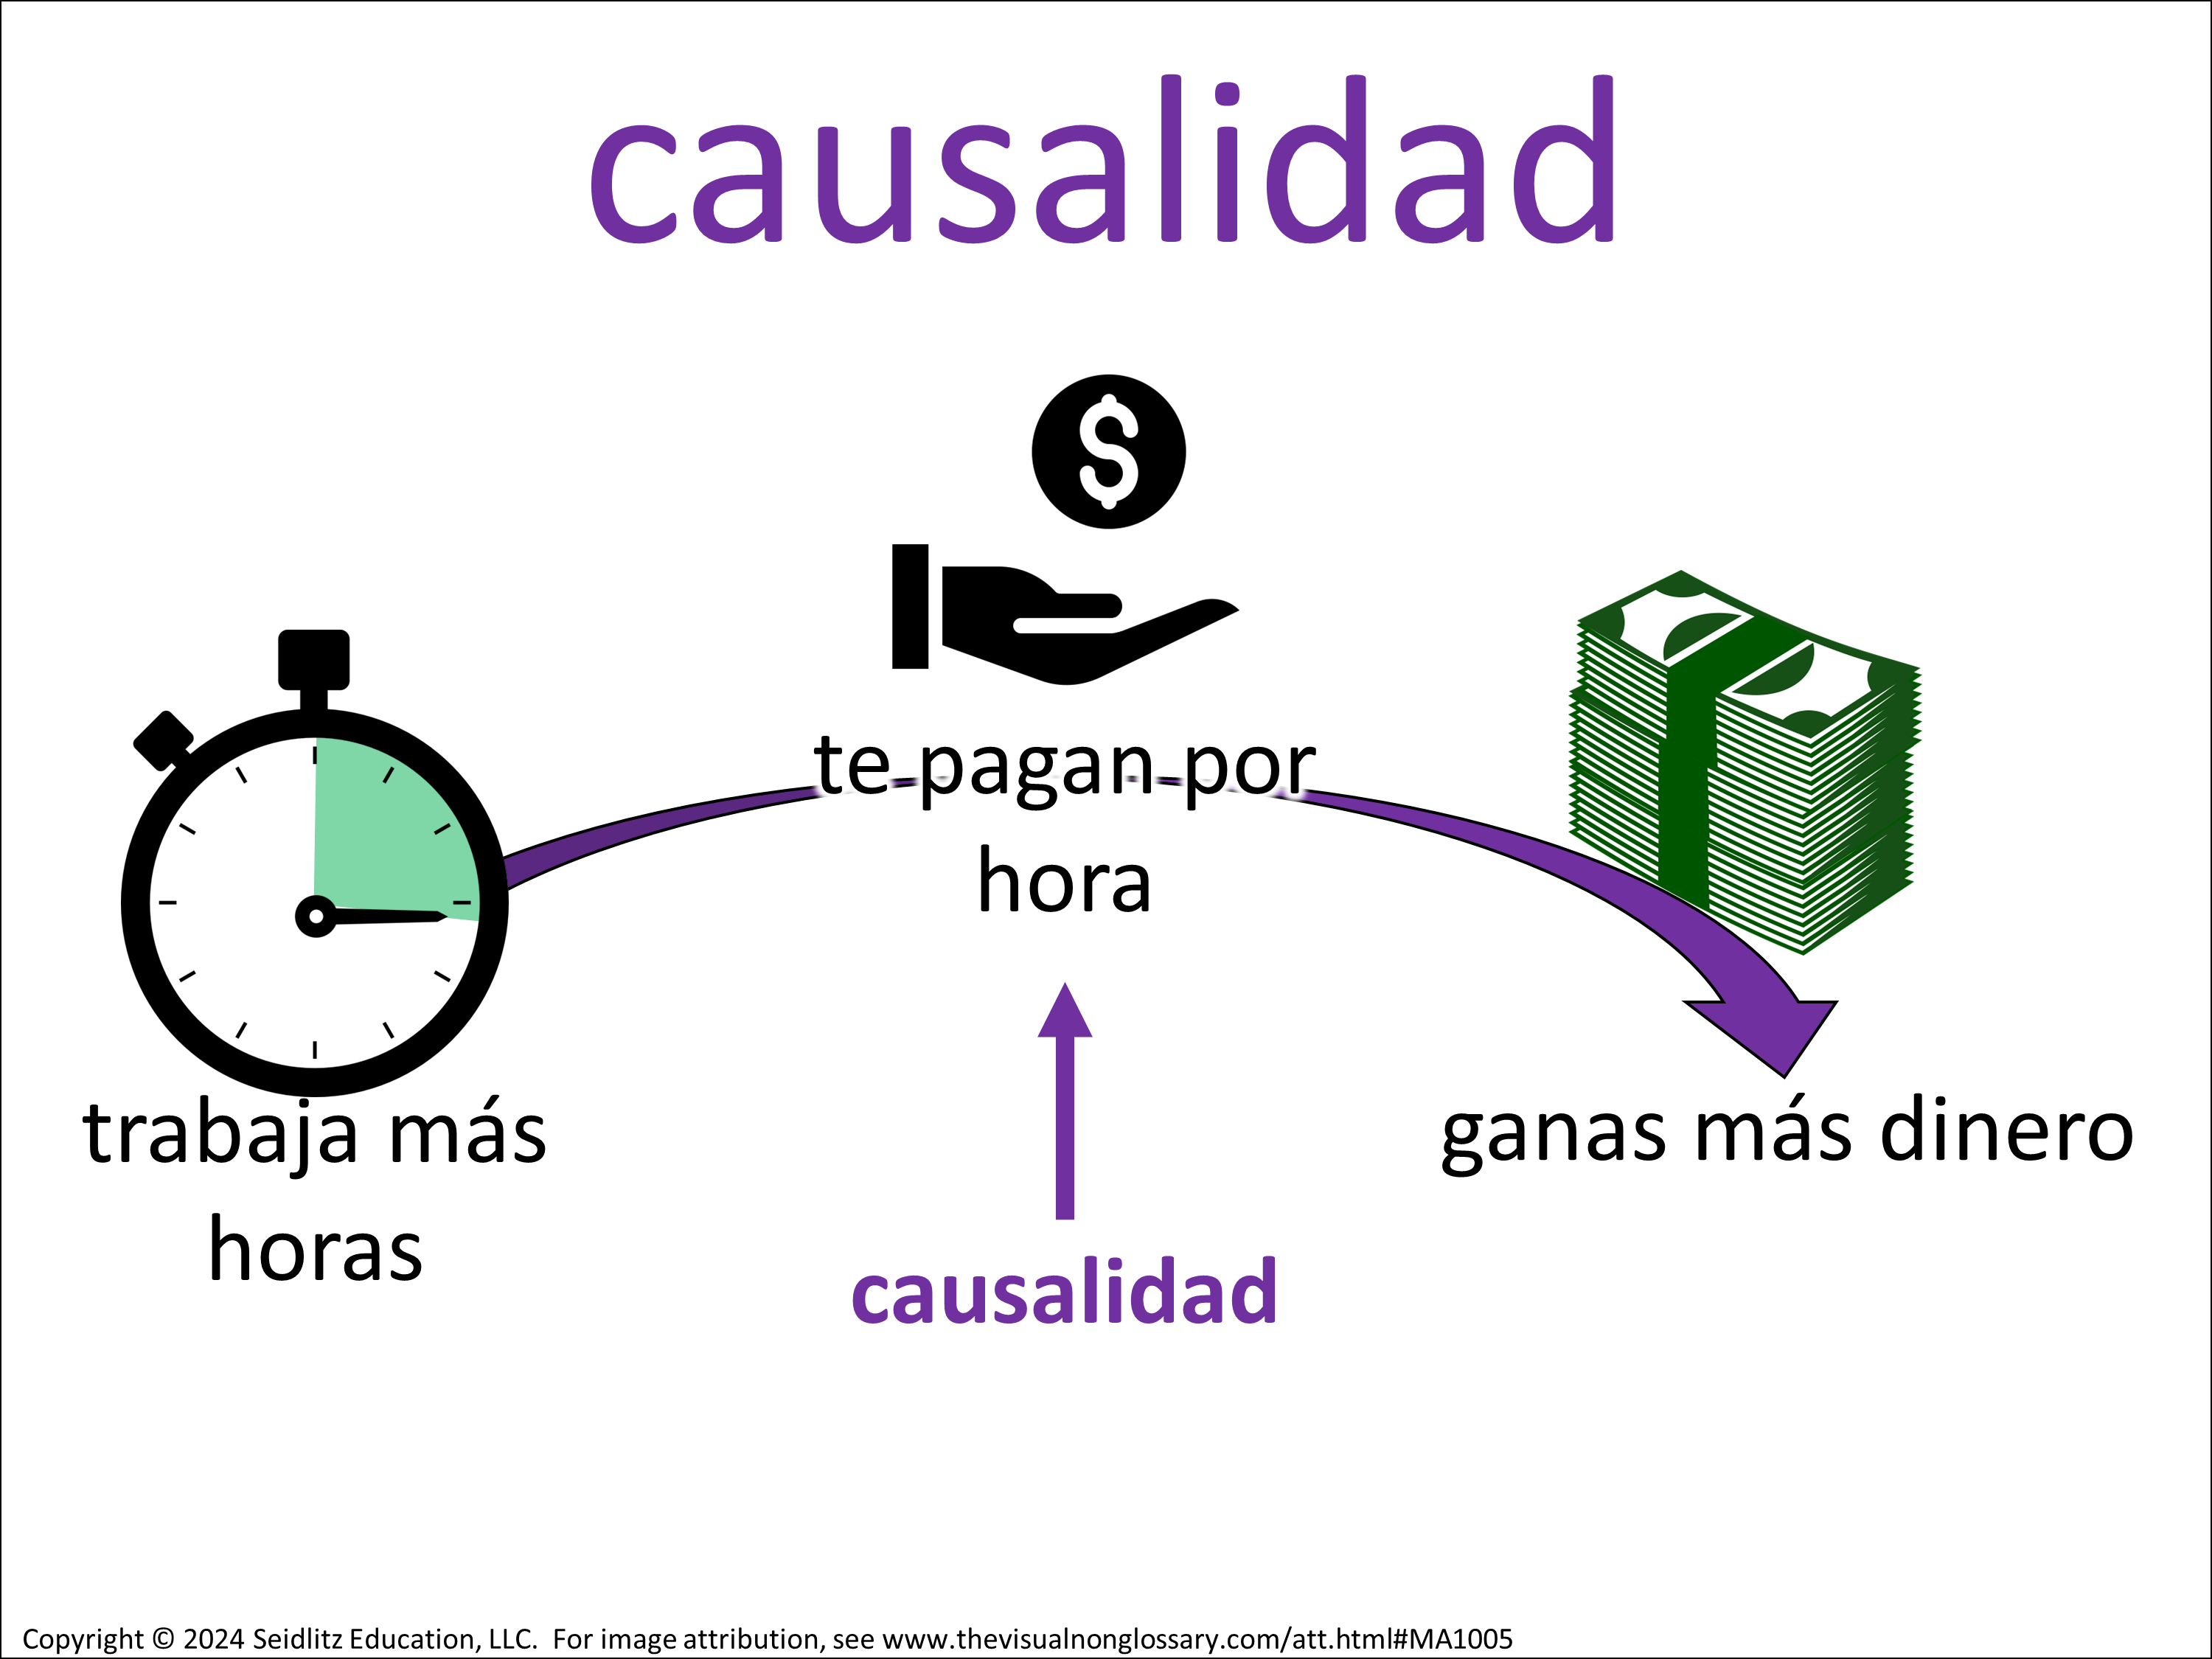 causalidad
$
te pagan por
hora
trabaja más
horas
ganas más dinero
causalidad
Copyright © 2024 Seidlitz Education, LLC.  For image attribution, see www.thevisualnonglossary.com/att.html#MA1005